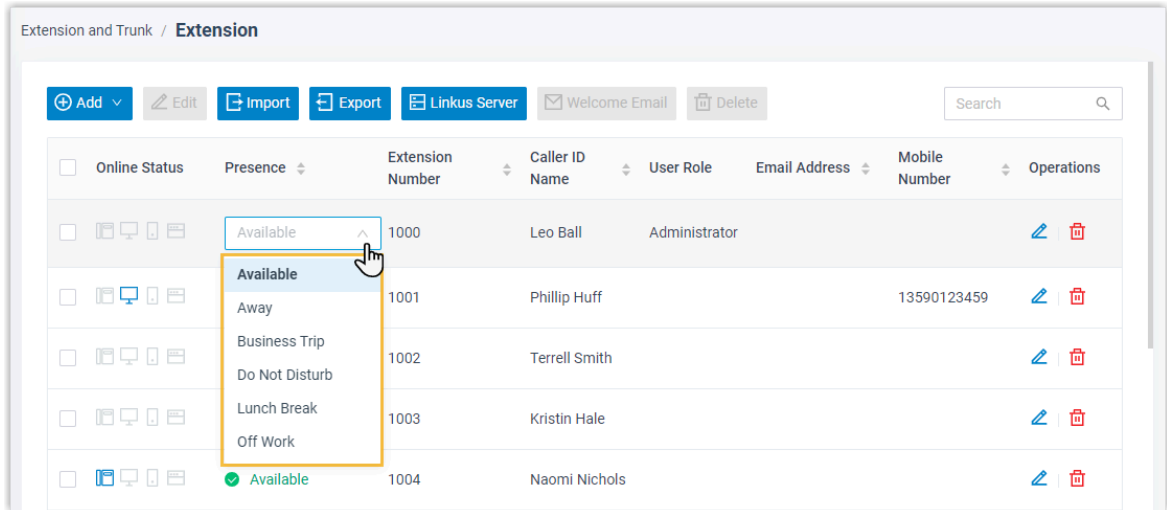 Extension and Trunk / Extension
Add Edit Import Export Linkus Server Welcome Email Delete Search
Online Status Presence Extension Number Caller ID Name User Role Email Address Mobile Number Operations
Available 1000 Leo Ball Administrator
Available
Away
1001 Phillip Huff 13590123459
Business Trip
1002 Terrell Smith
Do Not Disturb
Lunch Break
1003 Kristin Hale
Off Work
Available 1004 Naomi Nichols